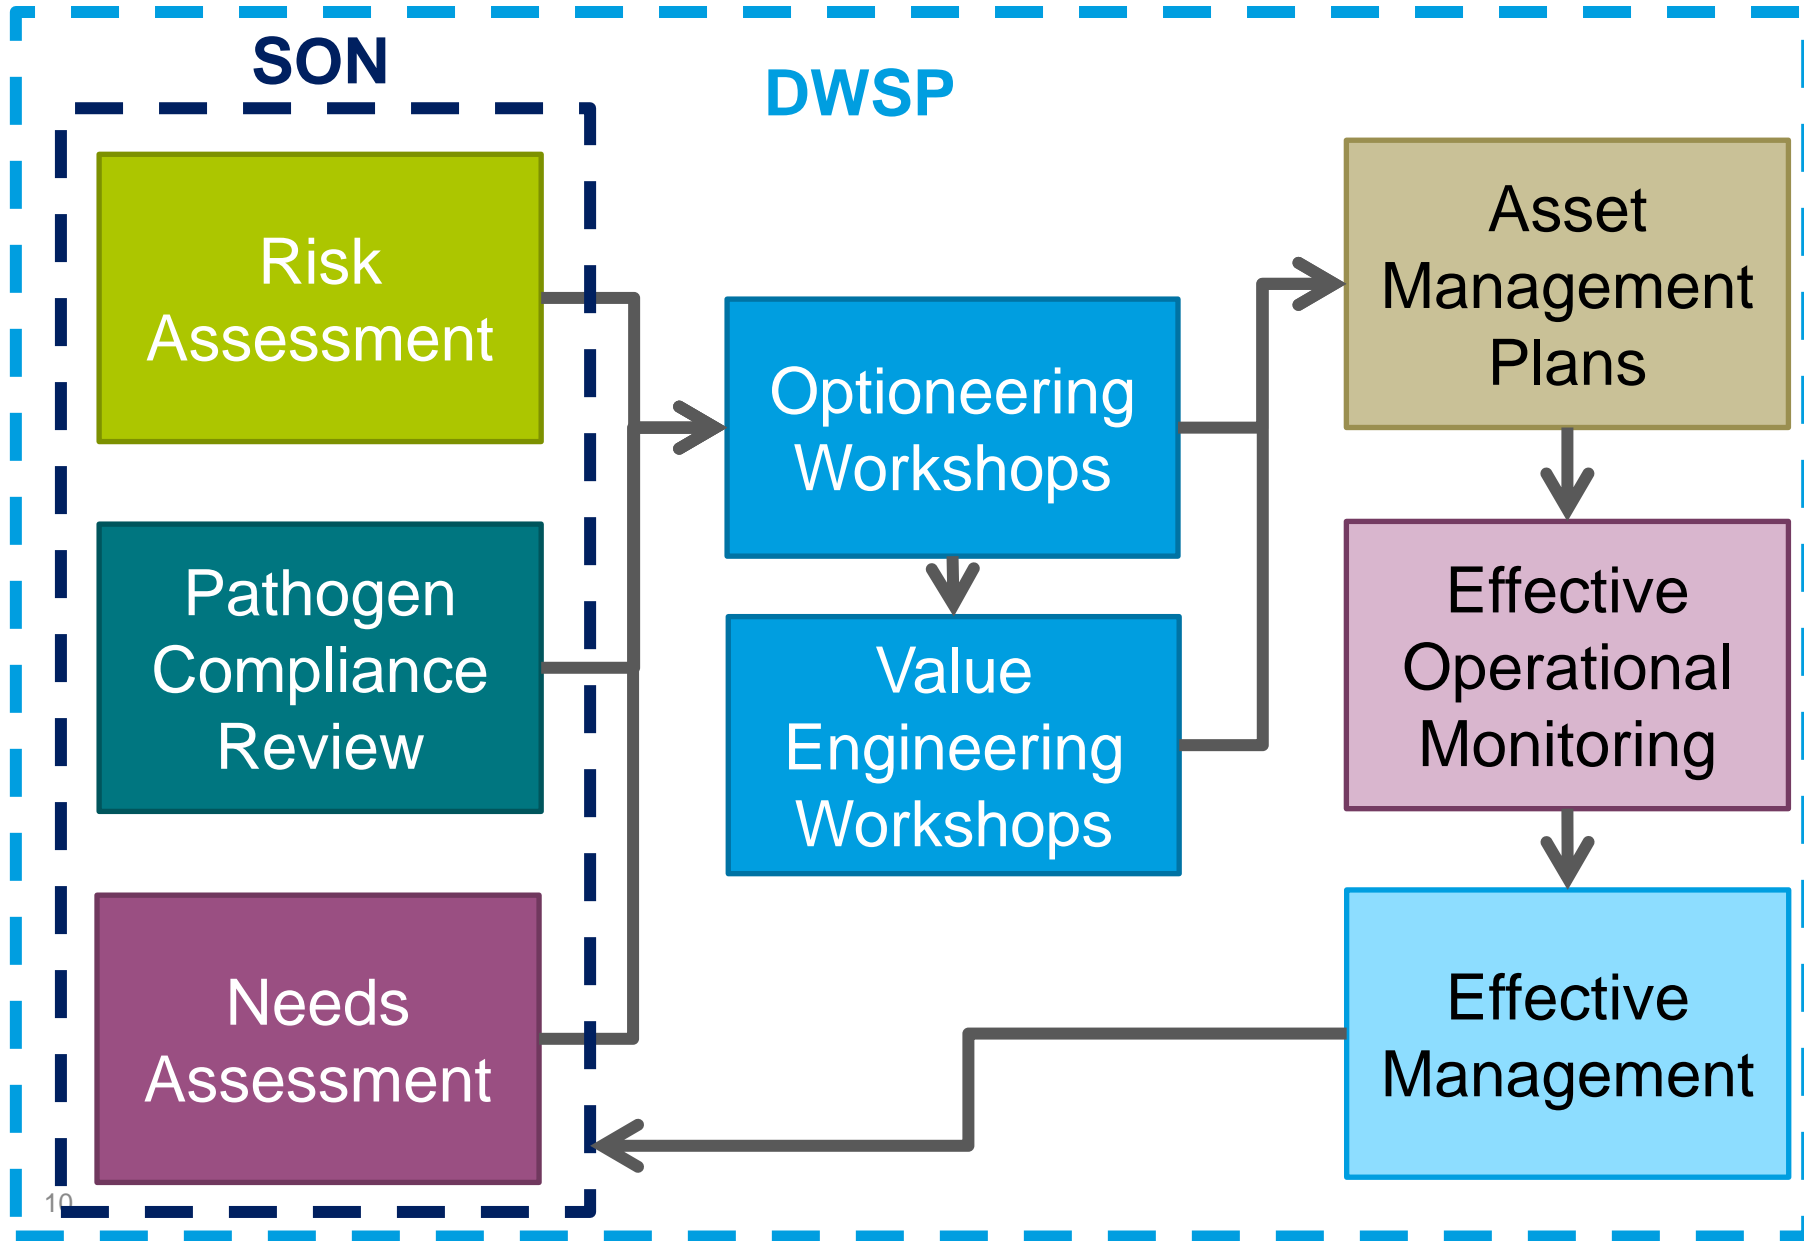 SON
DWSP
Risk
Assessment
Pathogen
Compliance
Review
Needs
Assessment
Optioneering
Workshops
Value
Engineering
Workshops
Asset
Management
Plans
Effective
Operational
Monitoring
Effective
Management
10